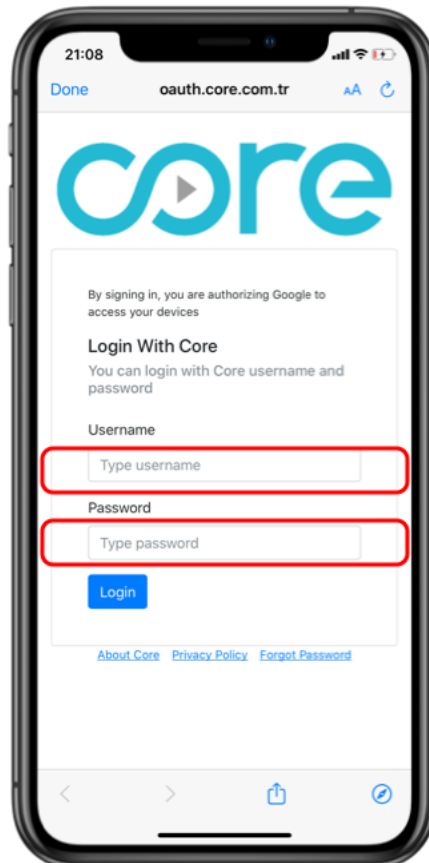 21:08
Done oauth.core.com.tr AA
core
By signing in, you are authorizing Google to
access your devices
Login With Core
You can login with Core username and
password
Username
Type username
Password
Type password
Login
About Core Privacy Policy Forgot Password